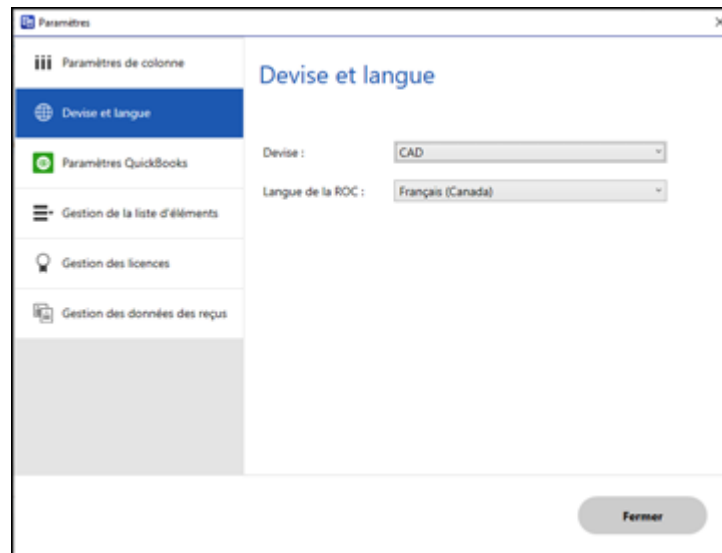 Paramètres
Paramètres de colonne
Devise et langue
Paramètres QuickBooks
Gestion de la liste d'éléments
Gestion des licences
Gestion des données des reçus
Devise et langue
Devise : CAD
Langue de la ROC : Français (Canada)
Fermer